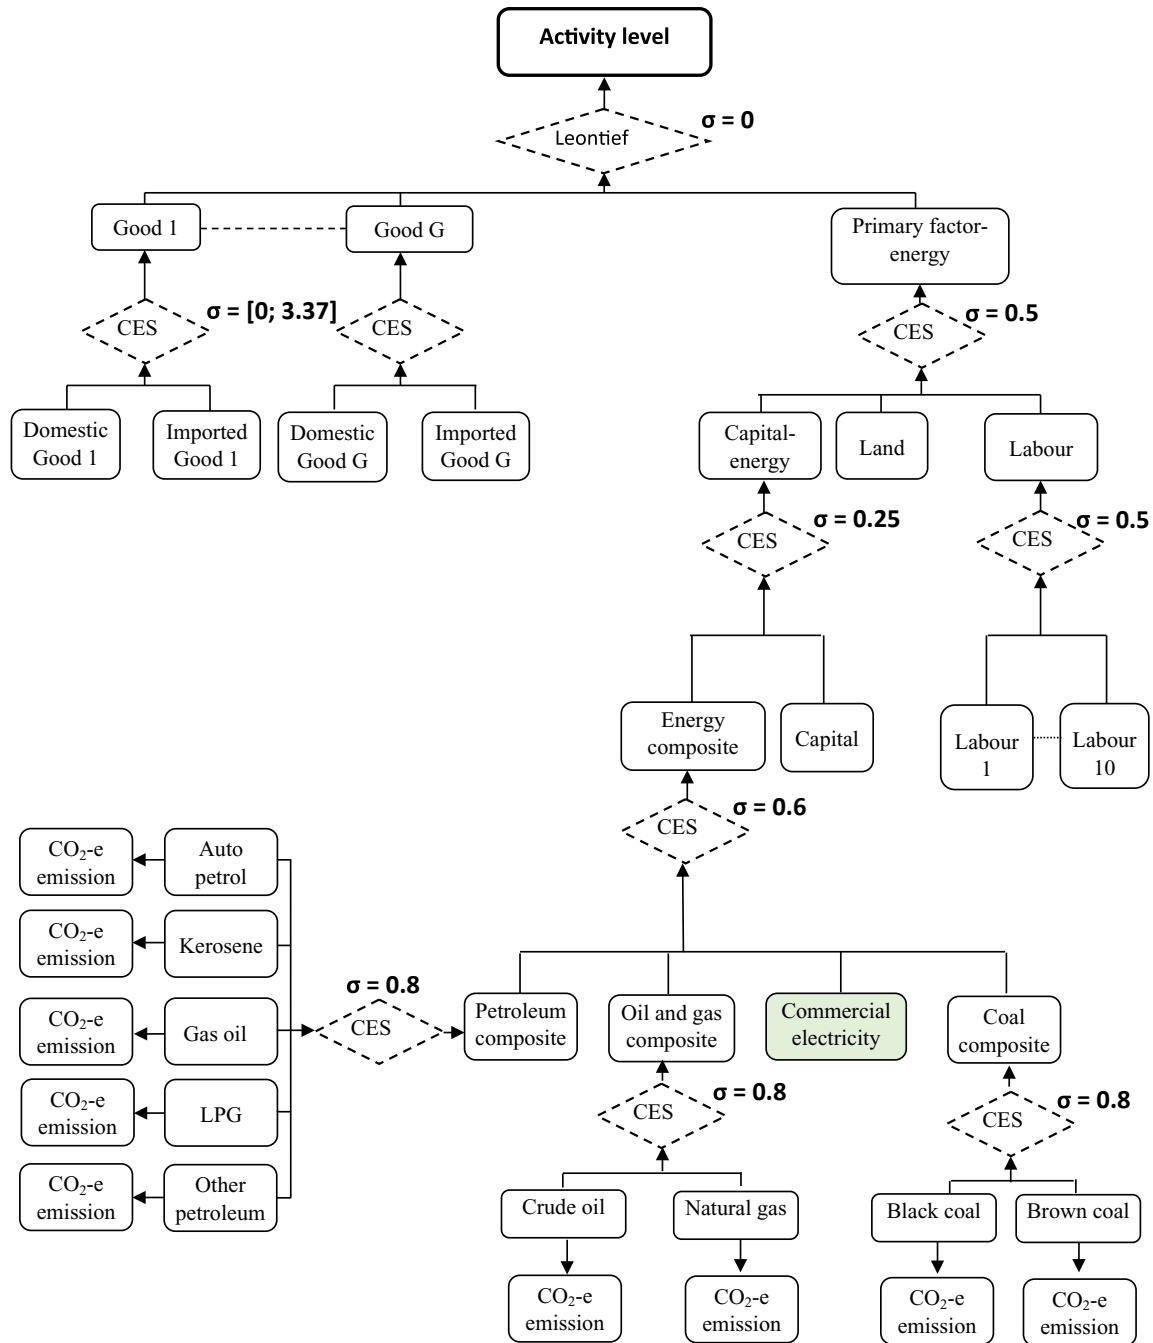 Activity level
σ = 0
Leontief
Good 1
Good G
Primary factor-
energy
σ = [0; 3.37]
CES
CES
σ = 0.5
CES
Domestic
Good 1
Imported
Good 1
Domestic
Good G
Imported
Good G
Capital-
energy
Land
Labour
σ = 0.25
CES
σ = 0.5
CES
Energy
composite
Capital
Labour
1
Labour
10
σ = 0.6
CES
CO₂-e
emission
Auto
petrol
CO₂-e
emission
Kerosene
CO₂-e
emission
Gas oil
CO₂-e
emission
LPG
CO₂-e
emission
Other
petroleum
σ = 0.8
CES
Petroleum
composite
Oil and gas
composite
Commercial
electricity
Coal
composite
σ = 0.8
CES
σ = 0.8
CES
Crude oil
Natural gas
Black coal
Brown coal
CO₂-e
emission
CO₂-e
emission
CO₂-e
emission
CO₂-e
emission